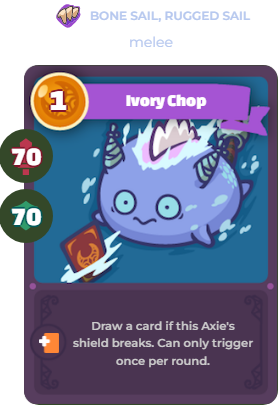 BONE SAIL, RUGGED SAIL
melee
1
Ivory Chop
70
70
Draw a card if this Axie's
shield breaks. Can only trigger
once per round.